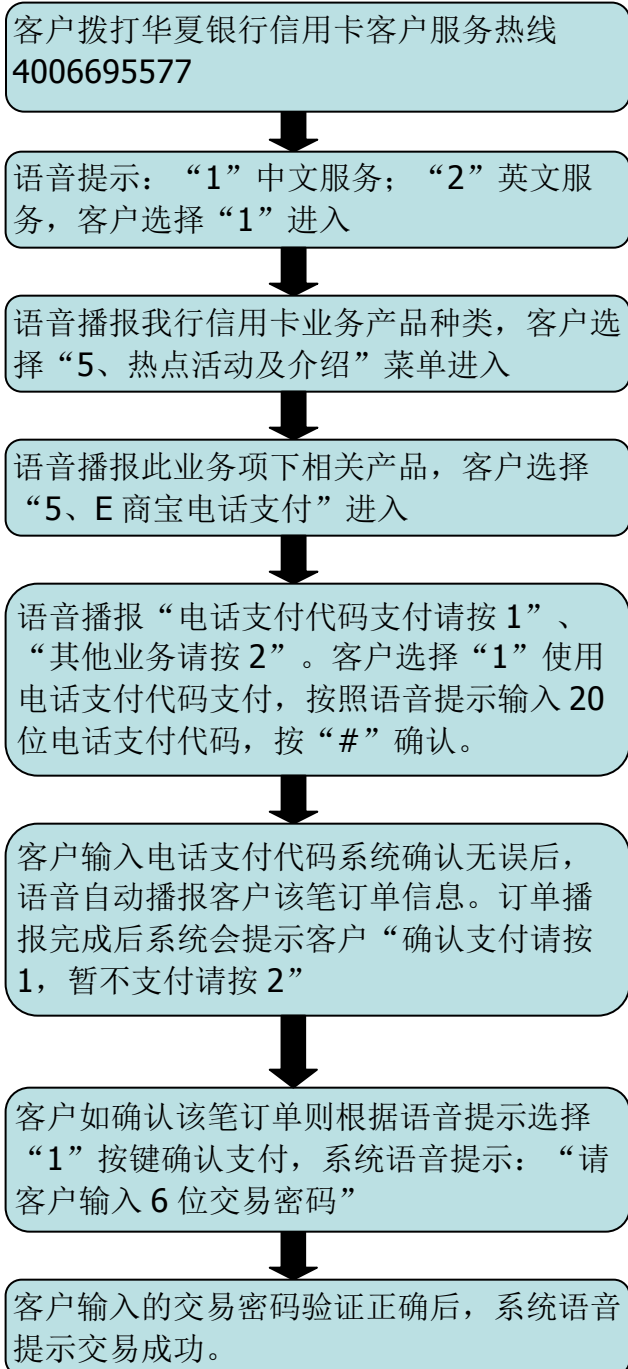 客户拨打华夏银行信用卡客户服务热线
4006695577
语音提示：“1”中文服务；“2”英文服
务，客户选择“1”进入
语音播报我行信用卡业务产品种类，客户选
择“5、热点活动及介绍”菜单进入
语音播报此业务项下相关产品，客户选择
“5、E 商宝电话支付”进入
语音播报“电话支付代码支付请按 1”、
“其他业务请按 2”。客户选择“1”使用
电话支付代码支付，按照语音提示输入 20
位电话支付代码，按“#”确认。
客户输入电话支付代码系统确认无误后，
语音自动播报客户该笔订单信息。订单播
报完成后系统会提示客户“确认支付请按
1，暂不支付请按 2”
客户如确认该笔订单则根据语音提示选择
“1”按键确认支付，系统语音提示：“请
客户输入 6 位交易密码”
客户输入的交易密码验证正确后，系统语音
提示交易成功。